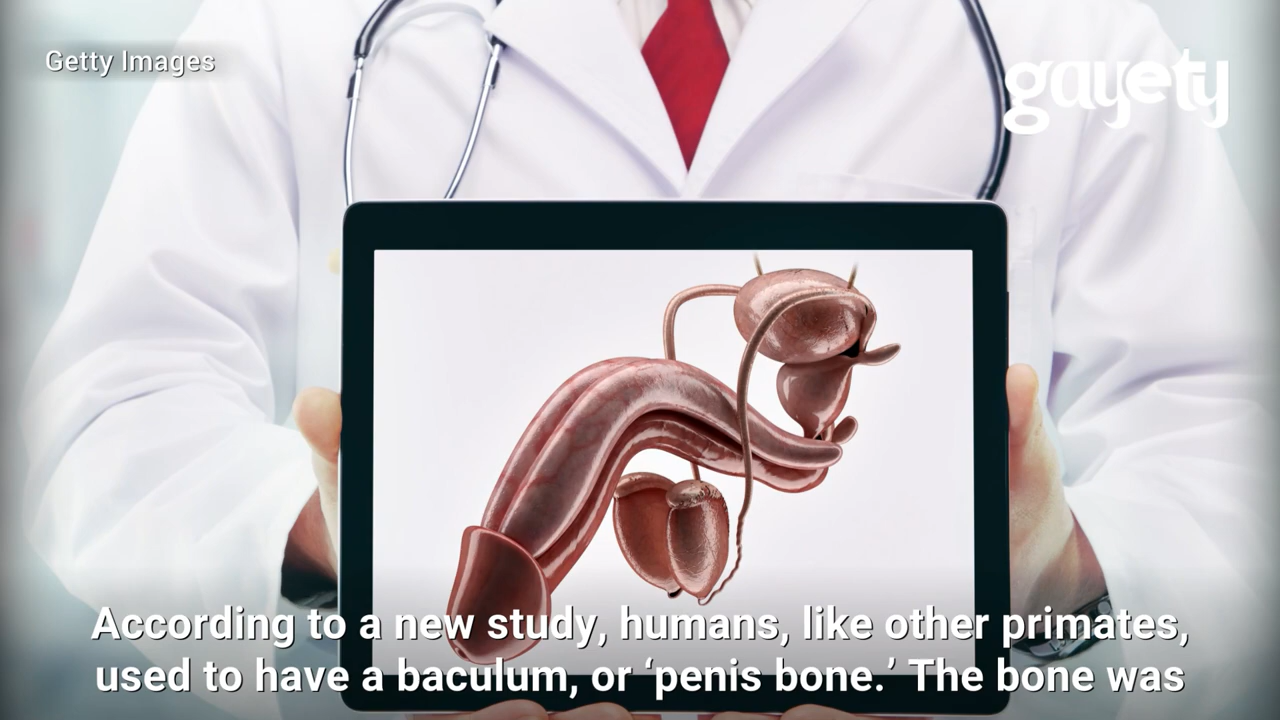 Getty Images
gayety
According to a new study, humans, like other primates,
used to have a baculum, or ‘penis bone.’ The bone was